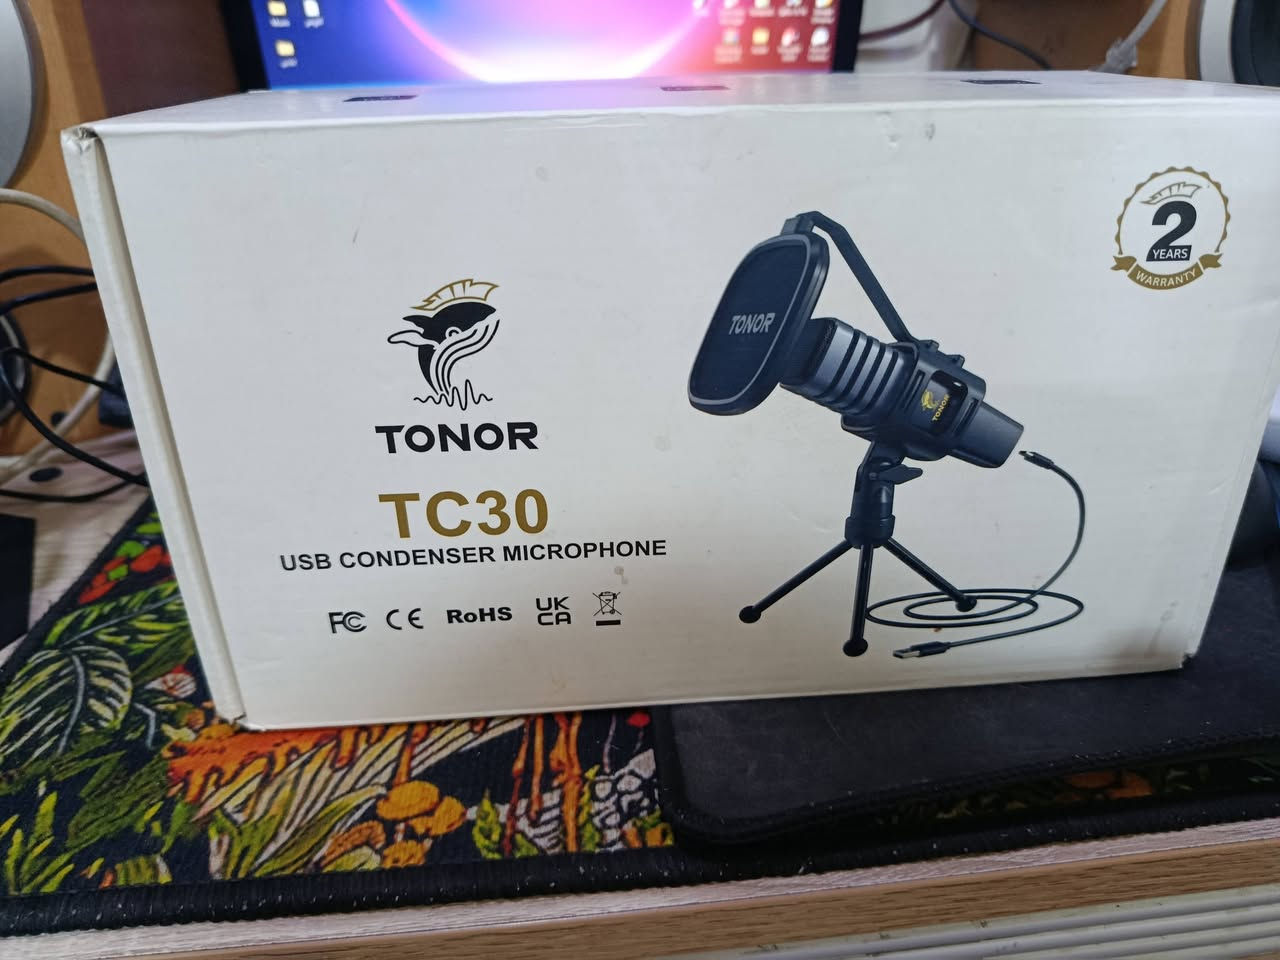 TONOR
TC30
USB CONDENSER MICROPHONE
FC CE RoHS UK
CA
TONOR
TONOR
2
YEARS
WARRANTY